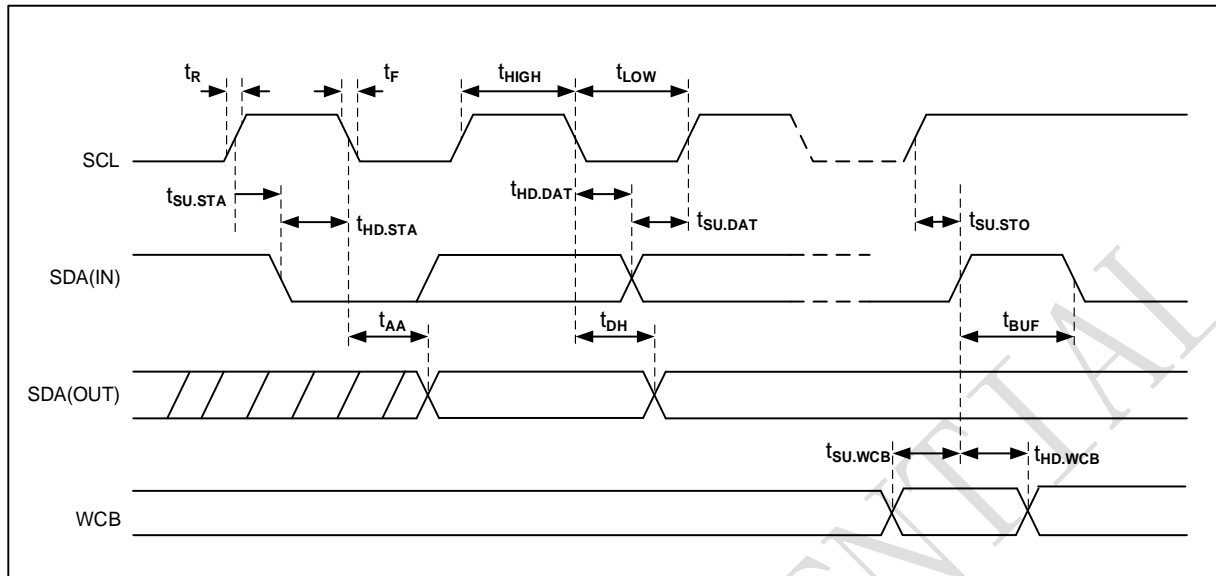 tR tF tHIGH tLOW
SCL
tSU.STA tHD.STA tHD.DAT tSU.DAT tSU.STO
SDA(IN)
tAA tDH tBUF
SDA(OUT)
tSU.WCB tHD.WCB
WCB
ENTIAL